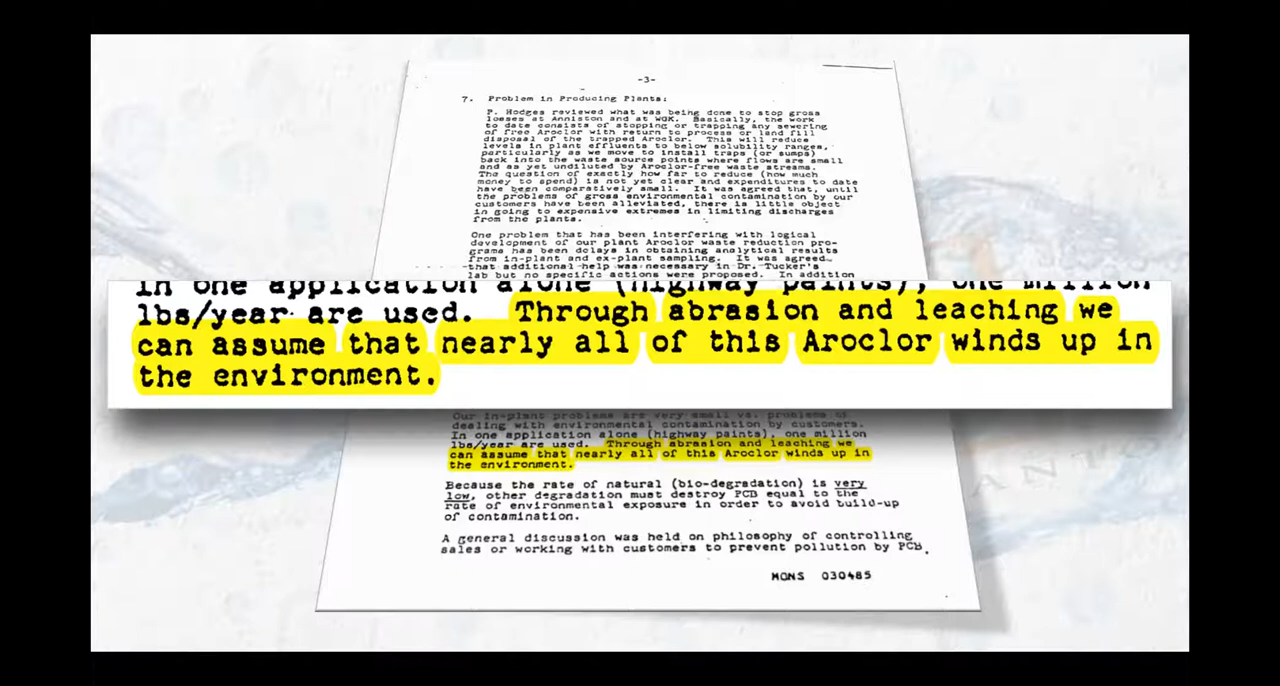 -3-
7. Problem in Producing Plants:
P. Hodges reviewed what was being done to stop gross
losses at Anniston and at WGK. Basically, the work
to date consists of stopping or trapping any sewering
of free Aroclor with return to process or land fill
disposal of the trapped Aroclor. This will reduce
levels in plant effluents to below solubility ranges,
particularly as we move to install traps (or sumps)
back into the waste source points where flows are small
and as yet undiluted by Aroclor-free waste streams.
The question of exactly how far to reduce (how much
money to spend) is not yet clear and expenditures to date
have been comparatively small. It was agreed that, until
the problems of gross environmental contamination by our
customers have been alleviated, there is little object
in going to expensive extremes in limiting discharges
from the plants.
One problem that has been interfering with logical
development of our plant Aroclor waste reduction pro-
grams has been delays in obtaining analytical results
from in-plant and ex-plant sampling. It was agreed
that additional help was necessary in Dr. Tucker's
lab but no specific actions were proposed. In addition
in one application alone (highway paints), one million
lbs/year are used. Through abrasion and leaching we
can assume that nearly all of this Aroclor winds up in
the environment.
Our in-plant problems are very small vs. problems of
dealing with environmental contamination by customers.
In one application alone (highway paints), one million
lbs/year are used. Through abrasion and leaching we
can assume that nearly all of this Aroclor winds up in
the environment.
Because the rate of natural (bio-degradation) is very
low, other degradation must destroy PCB equal to the
rate of environmental exposure in order to avoid build-up
of contamination.
A general discussion was held on philosophy of controlling
sales or working with customers to prevent pollution by PCB.
MONS 030485